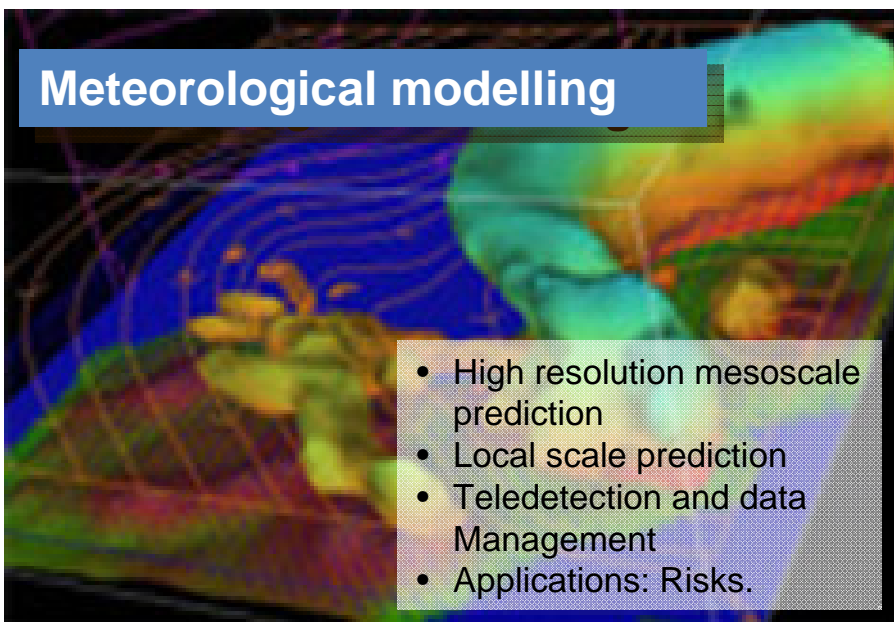 Meteorological modelling
• High resolution mesoscale
prediction
• Local scale prediction
• Teledetection and data
Management
• Applications: Risks.